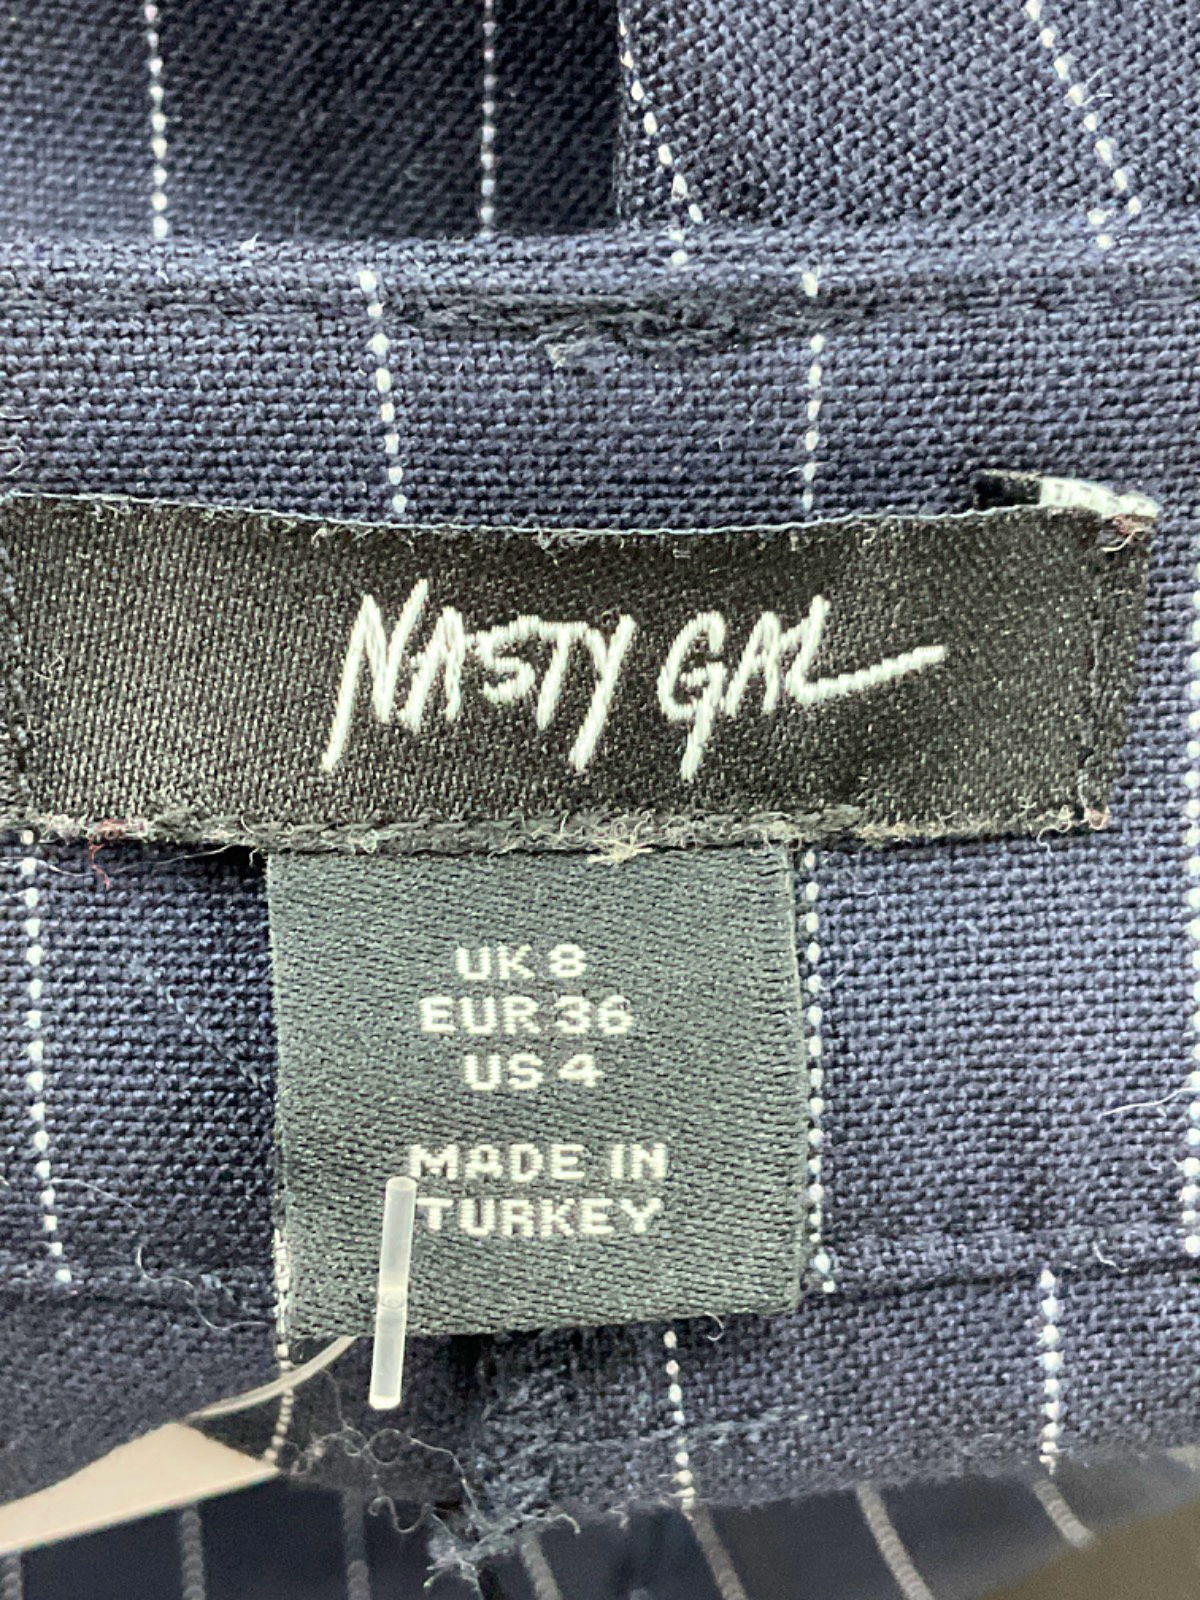 NASTY GAL
UK 8
EUR 36
US 4
MADE IN
TURKEY